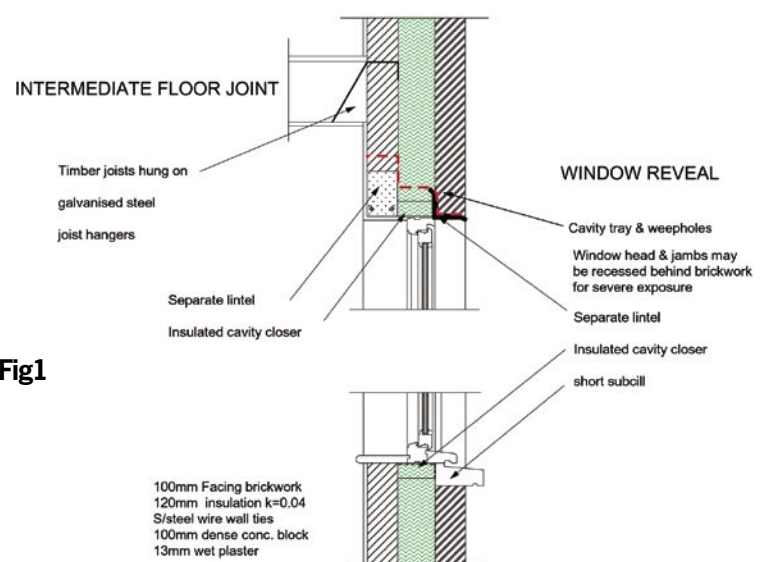 INTERMEDIATE FLOOR JOINT
Timber joists hung on
galvanised steel
joist hangers
Separate lintel
Insulated cavity closer
WINDOW REVEAL
Cavity tray & weepholes
Window head & jambs may
be recessed behind brickwork
for severe exposure
Separate lintel
Insulated cavity closer
short subcill
Fig1
100mm Facing brickwork
120mm insulation k=0.04
S/steel wire wall ties
100mm dense conc. block
13mm wet plaster